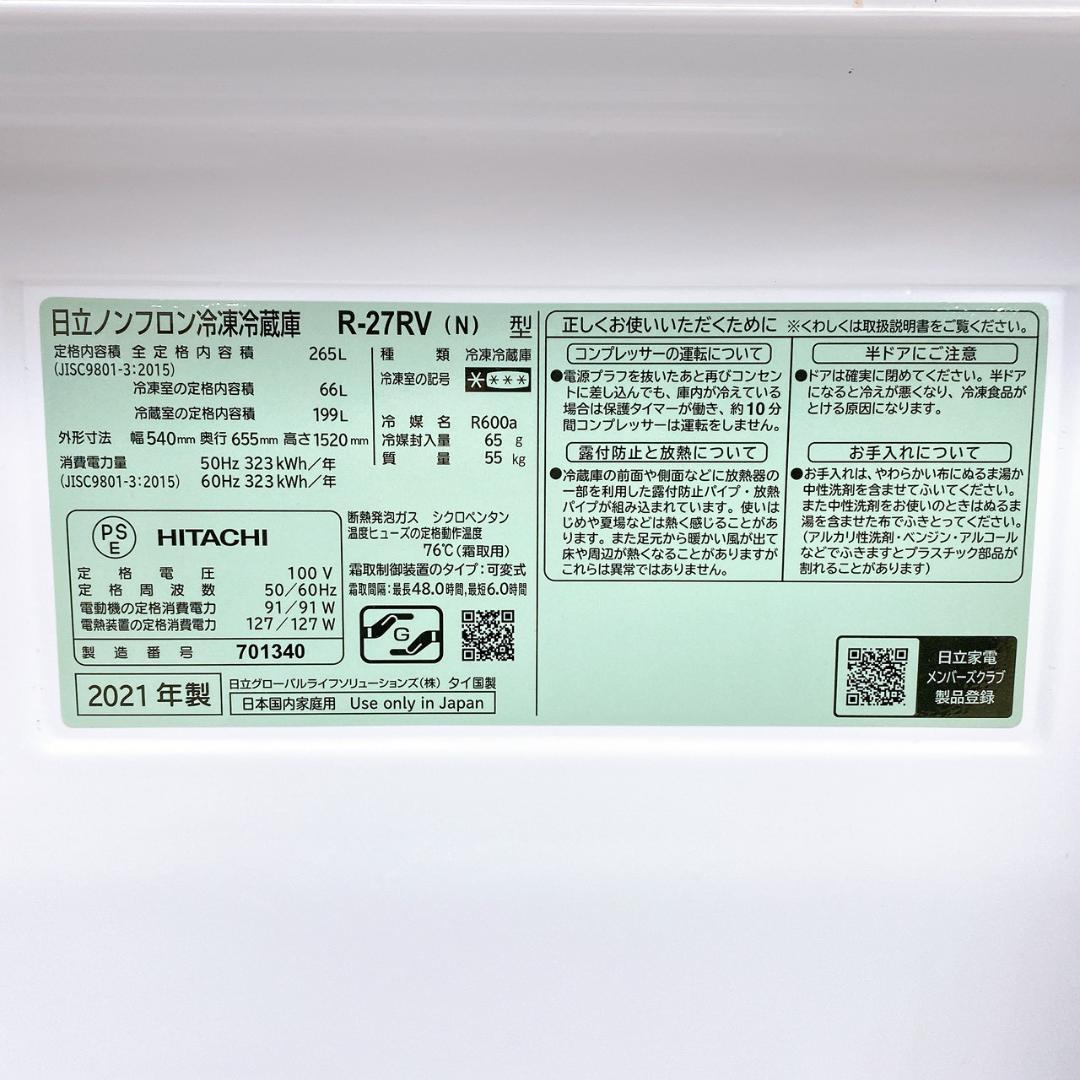 日立ノンフロン冷凍冷蔵庫 R-27RV (N) 型
定格内容積 全定格内容積 265L
(JISC9801-3:2015)
冷凍室の定格内容積 66L
冷蔵室の定格内容積 199L
外形寸法 幅540mm 奥行655mm 高さ1520mm
消費電力量 50Hz 323kWh/年
(JISC9801-3:2015) 60Hz 323kWh/年
種類 冷凍冷蔵庫
冷凍室の記号 ****
冷媒名 R600a
冷媒封入量 65 g
質量 55 kg
PS
E
HITACHI
定格電圧 100V
定格周波数 50/60Hz
電動機の定格消費電力 91/91W
電熱装置の定格消費電力 127/127W
製造番号 701340
断熱発泡ガス シクロペンタン
温度ヒューズの定格動作温度
76℃(霜取用)
霜取制御装置のタイプ:可変式
霜取間隔:最長48.0時間,最短6.0時間
G
2021年製
日立グローバルライフソリューションズ(株) タイ国製
日本国内家庭用 Use only in Japan
正しくお使いいただくために ※くわしくは取扱説明書をご覧ください。
コンプレッサーの運転について
●電源プラグを抜いたあと再びコンセン
トに差し込んでも、庫内が冷えている
場合は保護タイマーが働き、約10分
間コンプレッサーは運転をしません。
露付防止と放熱について
●冷蔵庫の前面や側面などに放熱器の
一部を利用した露付防止パイプ・放熱
パイプが組み込まれています。使いは
じめや夏場などは熱く感じることがあ
ります。また足元から暖かい風が出て
床や周辺が熱くなることがありますが
これらは異常ではありません。
半ドアにご注意
●ドアは確実に閉めてください。半ドア
になると冷えが悪くなり、冷凍食品が
とける原因になります。
お手入れについて
●お手入れは、やわらかい布にぬるま湯か
中性洗剤を含ませてふいてください。
また中性洗剤をお使いのときはぬるま
湯を含ませた布でふきとってください。
(アルカリ性洗剤・ベンジン・アルコール
などでふきますとプラスチック部品が
割れることがあります)
日立家電
メンバーズクラブ
製品登録